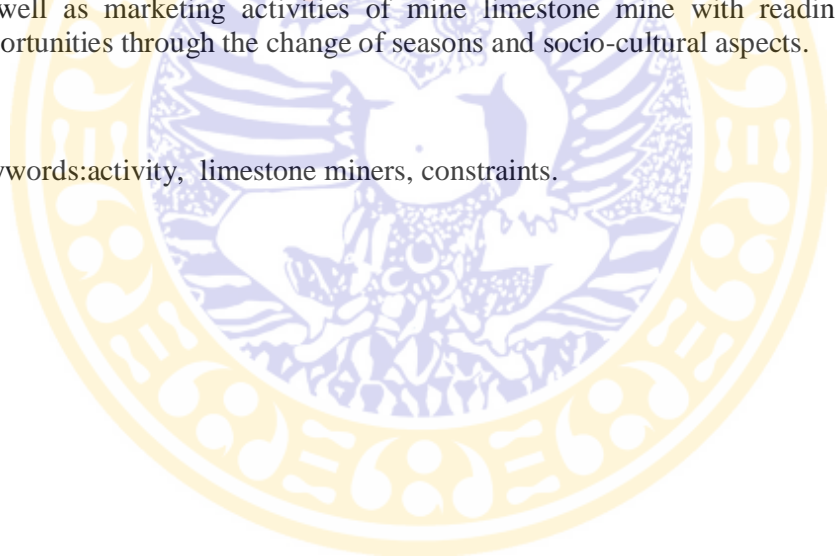 well as marketing activities of mine limestone mine with readin
ortunities through the change of seasons and socio-cultural aspects.
words:activity, limestone miners, constraints.